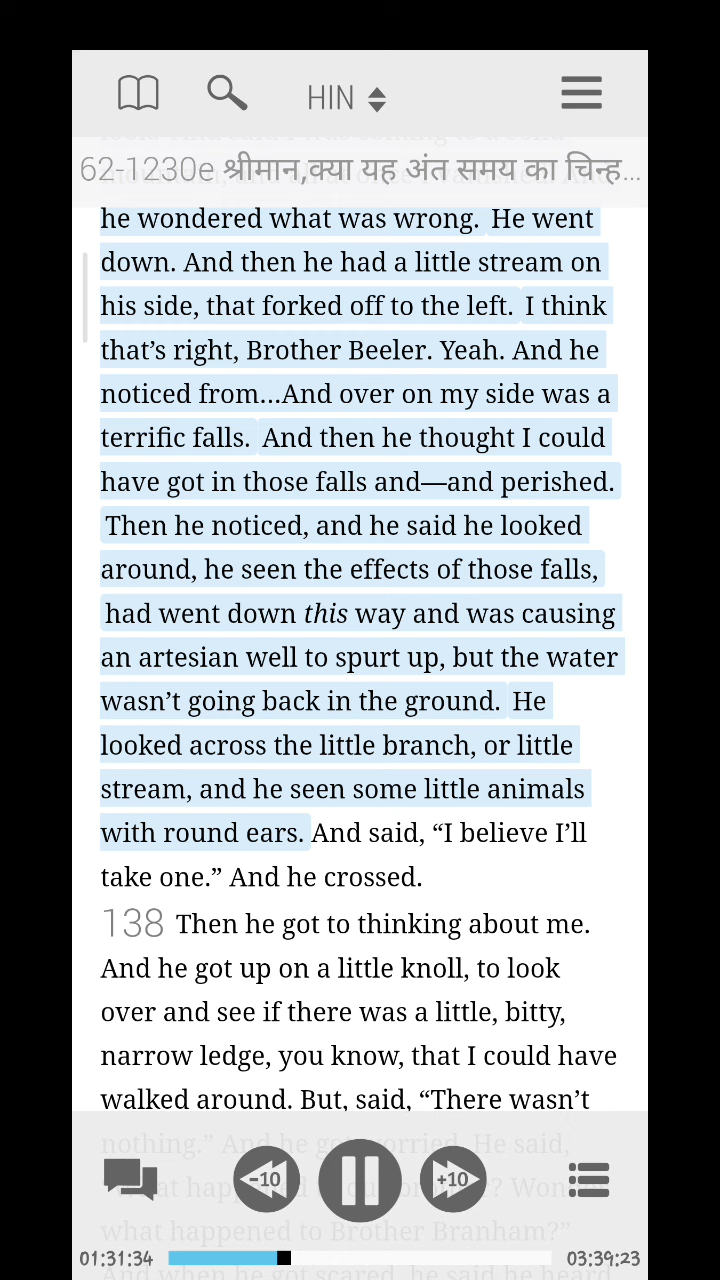 HIN
62-1230e श्रीमान,क्या यह अंत समय का चिन्ह...
he wondered what was wrong. He went
down. And then he had a little stream on
his side, that forked off to the left. I think
that’s right, Brother Beeler. Yeah. And he
noticed from...And over on my side was a
terrific falls. And then he thought I could
have got in those falls and—and perished.
Then he noticed, and he said he looked
around, he seen the effects of those falls,
had went down this way and was causing
an artesian well to spurt up, but the water
wasn’t going back in the ground. He
looked across the little branch, or little
stream, and he seen some little animals
with round ears. And said, “I believe I’ll
take one.” And he crossed.
138 Then he got to thinking about me.
And he got up on a little knoll, to look
over and see if there was a little, bitty,
narrow ledge, you know, that I could have
walked around. But, said, “There wasn’t
nothing.” And he got worried. He said,
-10 +10
what happened to Brother Branham?”
01:31:34 03:39:23
And when he got scared, he said he heard